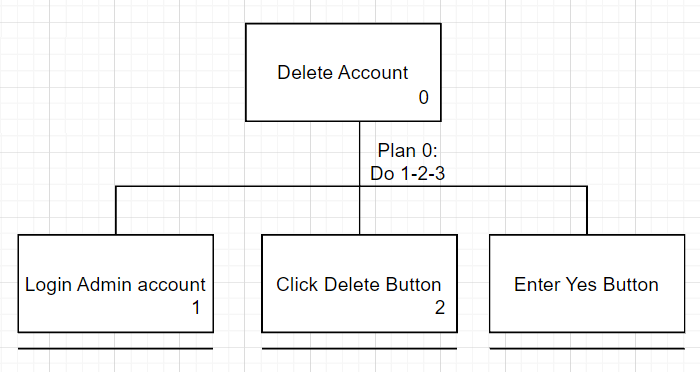 Delete Account
0
Plan 0:
Do 1-2-3
Login Admin account
1
Click Delete Button
2
Enter Yes Button